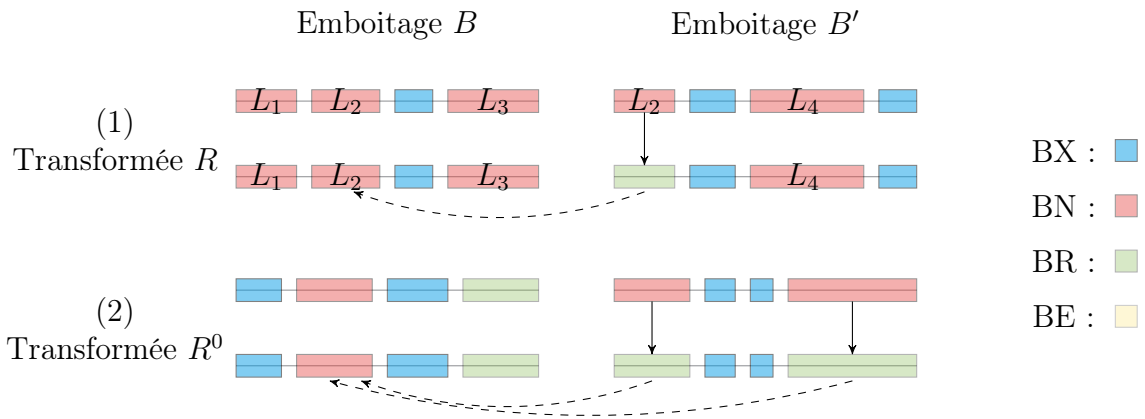 Emboitage B Emboitage B′
L₁ L₂ L₃ L₂ L₄
(1)
Transformée R
L₁ L₂ L₃ L₄
BX :
BN :
BR :
BE :
(2)
Transformée R⁰